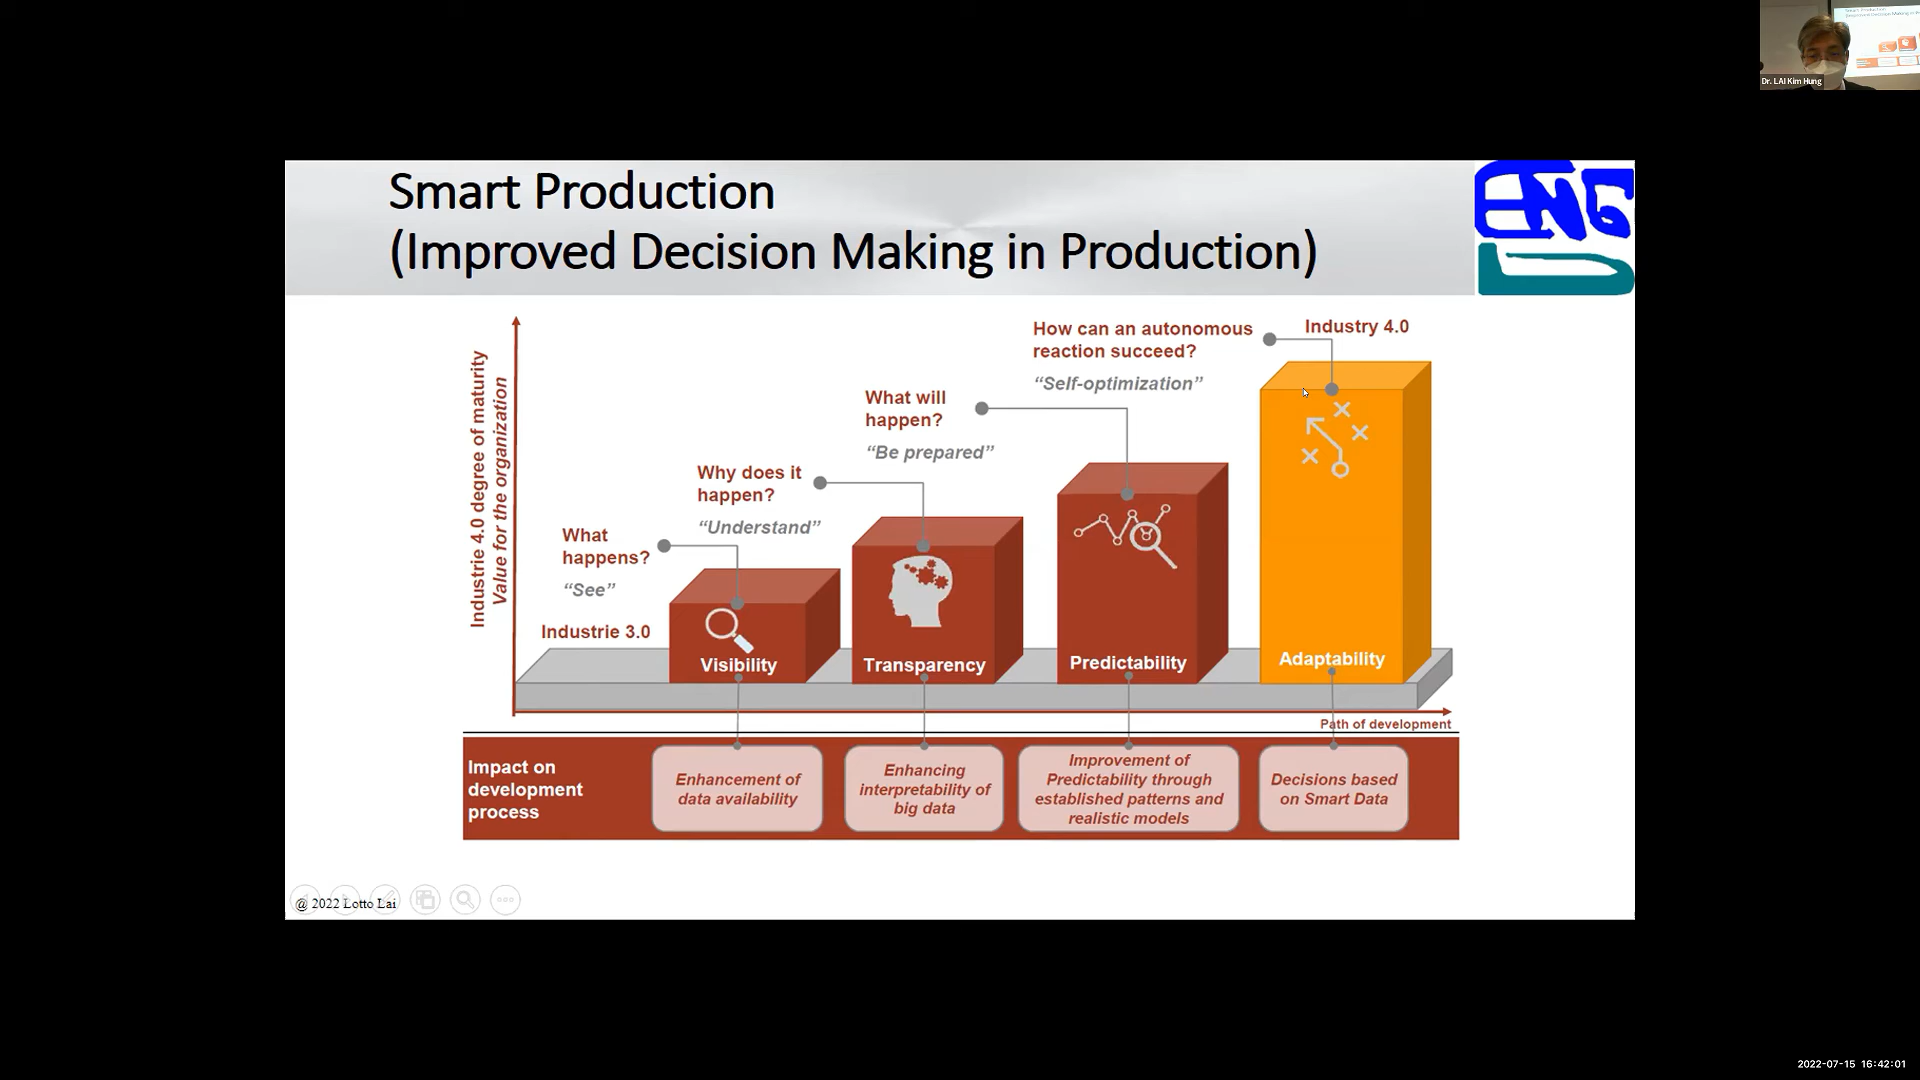 Dr. LAI Kim Hung
Smart Production
(Improved Decision Making in Production)
ENG
Industrie 4.0 degree of maturity
Value for the organization
What
happens?
“See”
Industrie 3.0
Why does it
happen?
“Understand”
What will
happen?
“Be prepared”
How can an autonomous
reaction succeed?
“Self-optimization”
Industry 4.0
Visibility
Transparency
Predictability
Adaptability
Path of development
Impact on
development
process
Enhancement of
data availability
Enhancing
interpretability of
big data
Improvement of
Predictability through
established patterns and
realistic models
Decisions based
on Smart Data
@ 2022 Lotto Lai
2022-07-15 16:42:01